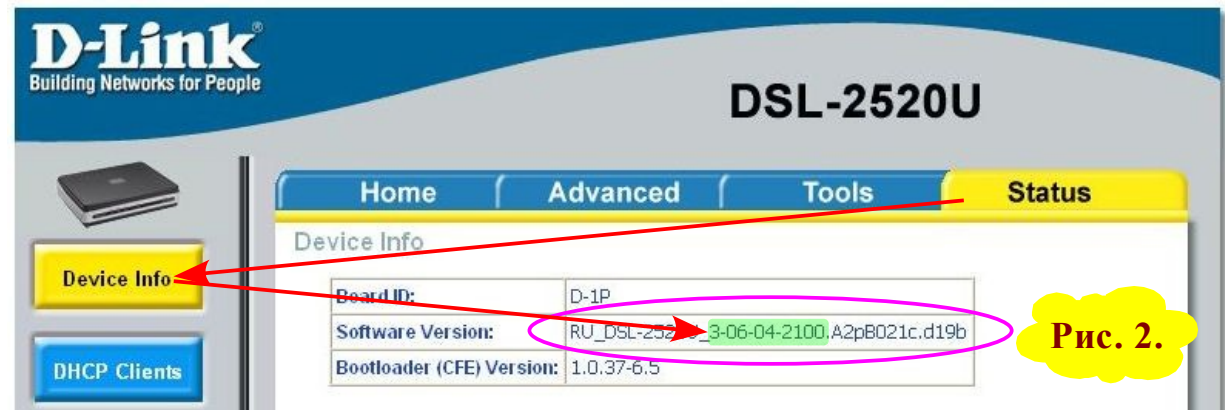 D-Link®
Building Networks for People
DSL-2520U
Home Advanced Tools Status
Device Info
Device Info
Board ID: D-1P
Software Version: 3-06-04-2100.A2pB021c.d19b
Рис. 2.
Bootloader (CFE) Version: 1.0.37-6.5
DHCP Clients